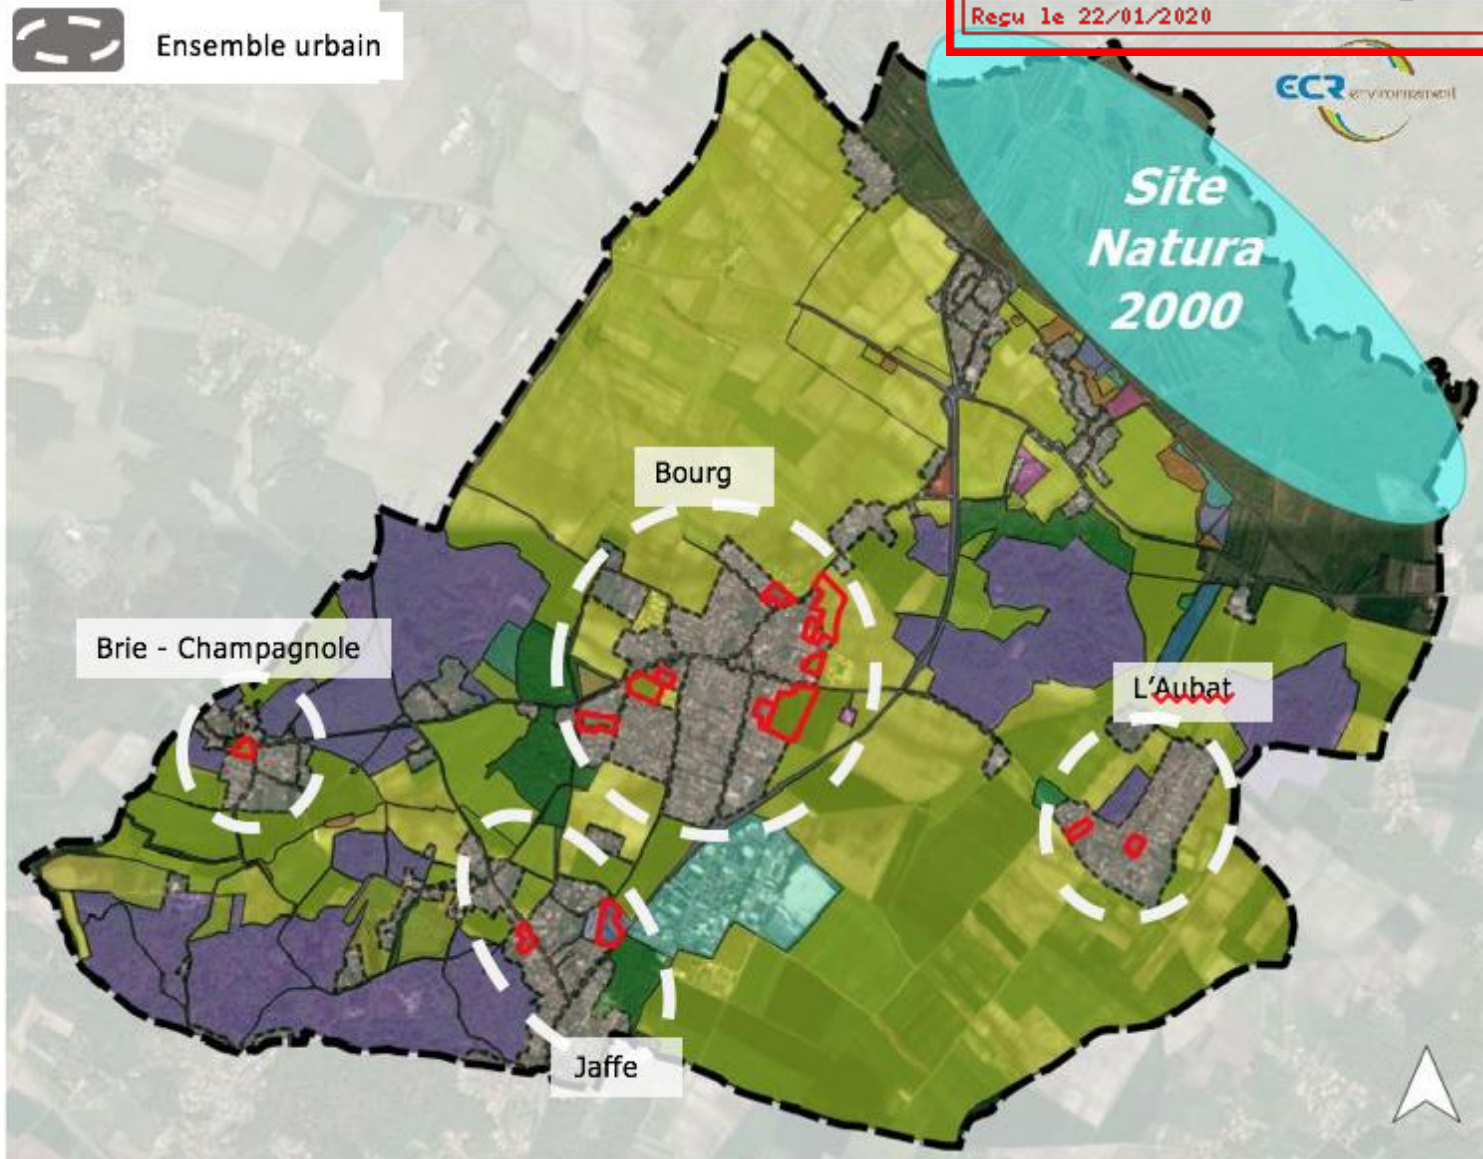 Reçu le 22/01/2020
Ensemble urbain
ECR environnement
Site
Natura
2000
Bourg
Brie - Champagnole
L'Aubat
Jaffe